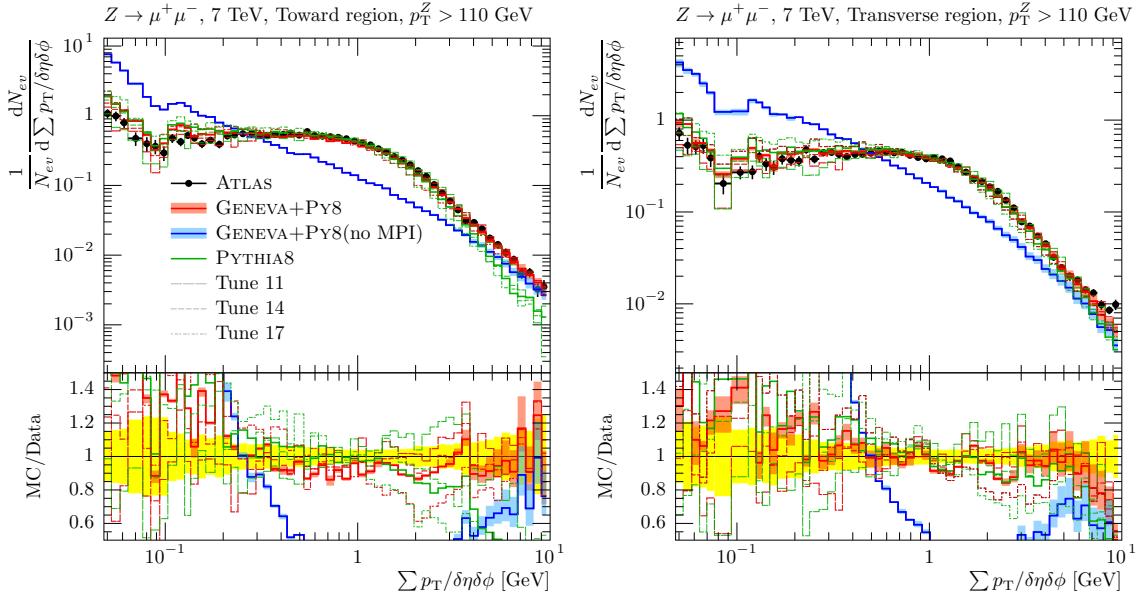 Z → μ⁺μ⁻, 7 TeV, Toward region, p_T^Z > 110 GeV
1/N_ev dN_ev/d ∑ p_T/δηδϕ
10¹
1
10⁻¹
10⁻²
10⁻³
ATLAS
GENEVA+PY8
GENEVA+PY8(no MPI)
PYTHIA8
Tune 11
Tune 14
Tune 17
MC/Data
1.4
1.2
1
0.8
0.6
10⁻¹
1
10¹
∑ p_T/δηδϕ [GeV]
Z → μ⁺μ⁻, 7 TeV, Transverse region, p_T^Z > 110 GeV
1/N_ev dN_ev/d ∑ p_T/δηδϕ
1
10⁻¹
10⁻²
MC/Data
1.4
1.2
1
0.8
0.6
10⁻¹
1
10¹
∑ p_T/δηδϕ [GeV]